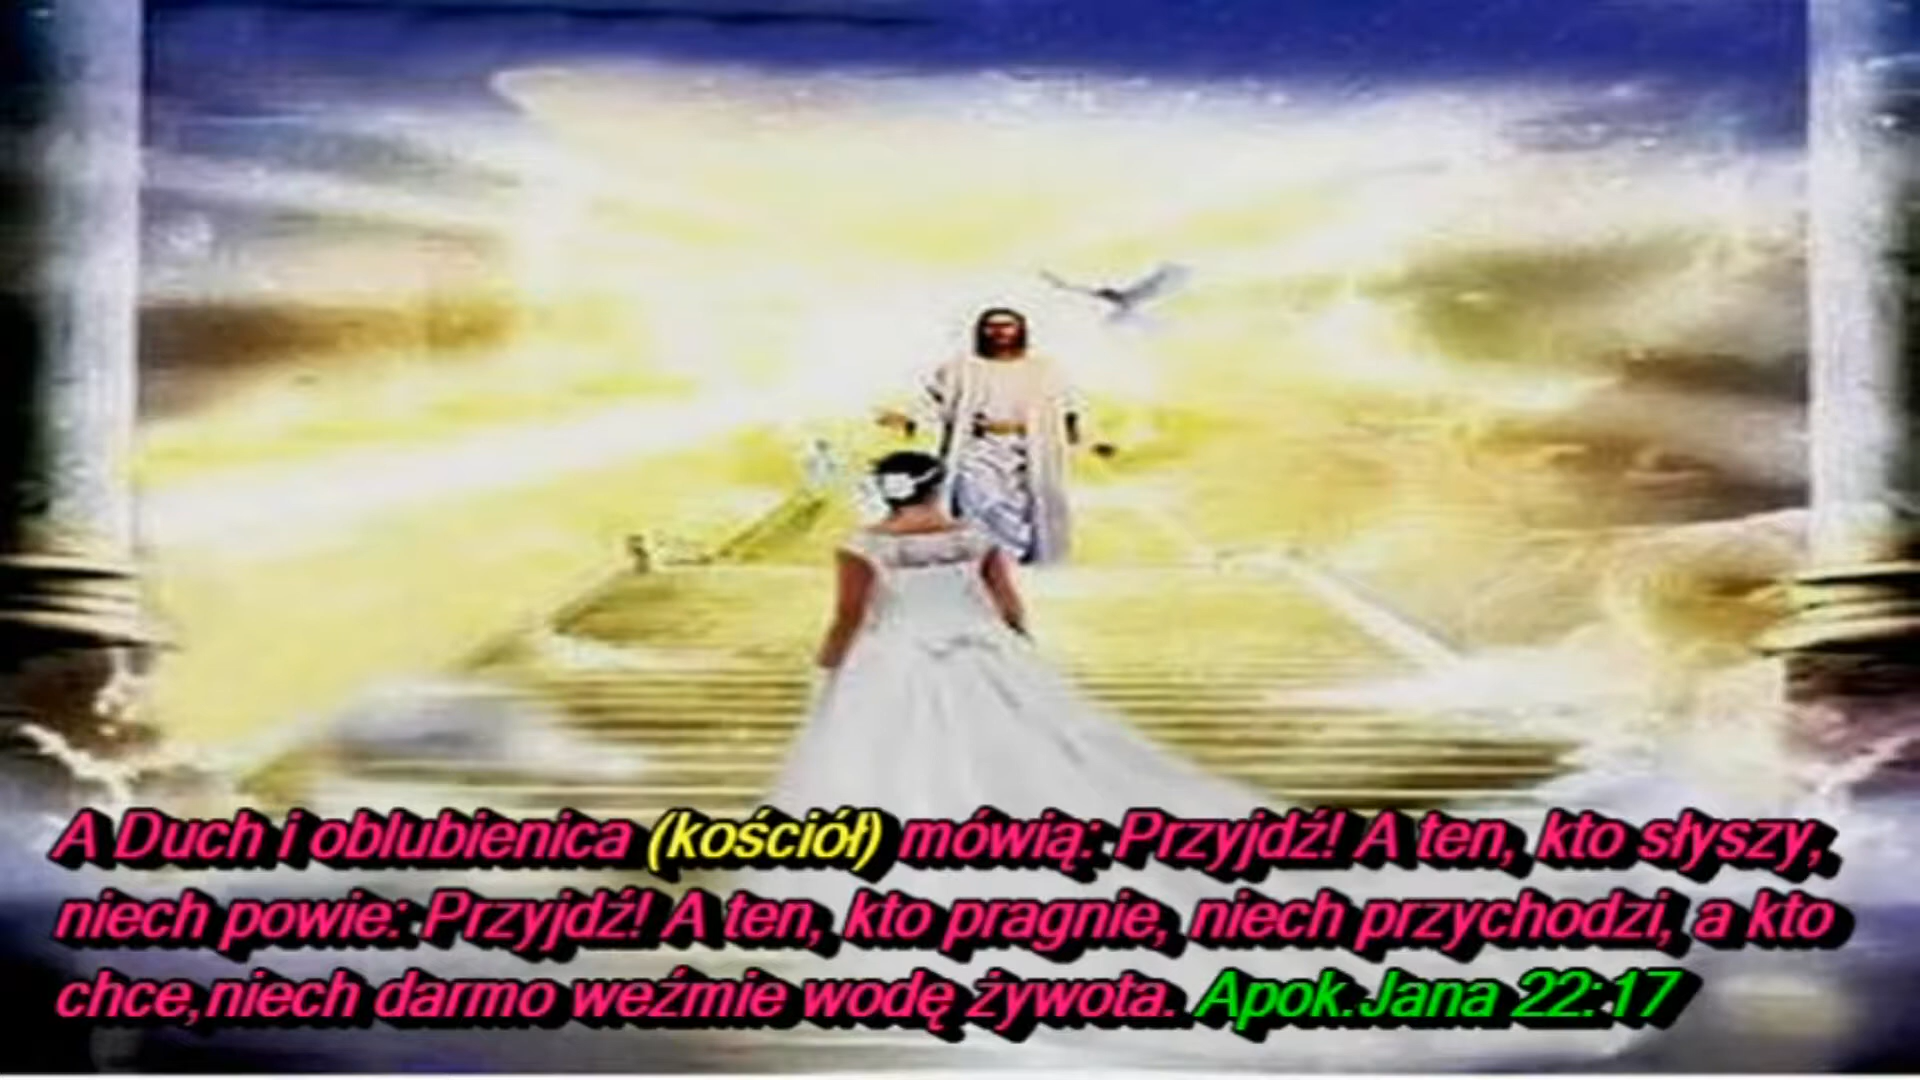 A Duch i oblubienica (kościół) mówią: Przyjdź! A ten, kto słyszy,
niech powie: Przyjdź! A ten, kto pragnie, niech przychodzi, a kto
chce,niech darmo weźmie wodę żywota. Apok.Jana 22:17